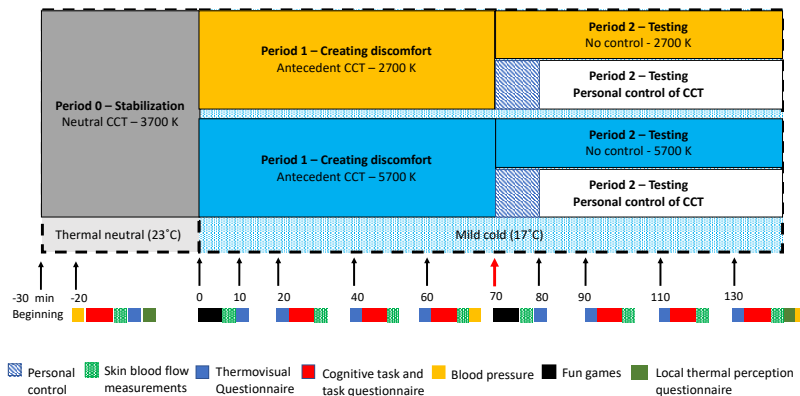 Period 0 – Stabilization
Neutral CCT – 3700 K
Period 1 – Creating discomfort
Antecedent CCT – 2700 K
Period 2 – Testing
No control - 2700 K
Period 2 – Testing
Personal control of CCT
Period 1 – Creating discomfort
Antecedent CCT – 5700 K
Period 2 – Testing
No control - 5700 K
Period 2 – Testing
Personal control of CCT
Thermal neutral (23˚C)
Mild cold (17˚C)
-30 min
Beginning
-20
0
10
20
40
60
70
80
90
110
130
Personal
control
Skin blood flow
measurements
Thermovisual
Questionnaire
Cognitive task and
task questionnaire
Blood pressure
Fun games
Local thermal perception
questionnaire